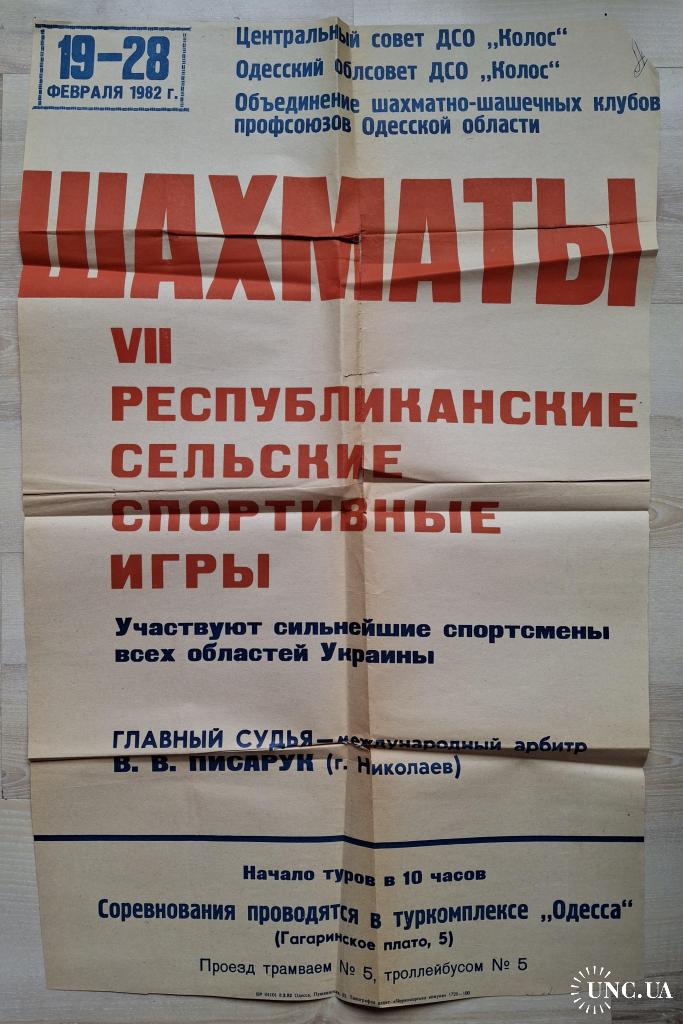 19–28
ФЕВРАЛЯ 1982 г.
Центральный совет ДСО „Колос“
Одесский облсовет ДСО „Колос“
Объединение шахматно-шашечных клубов
профсоюзов Одесской области
ШАХМАТЫ
VII
РЕСПУБЛИКАНСКИЕ
СЕЛЬСКИЕ
СПОРТИВНЫЕ
ИГРЫ
Участвуют сильнейшие спортсмены
всех областей Украины
ГЛАВНЫЙ СУДЬЯ — международный арбитр
В. В. ПИСАРУК (г. Николаев)
Начало туров в 10 часов
Соревнования проводятся в туркомплексе „Одесса“
(Гагаринское плато, 5)
Проезд трамваем № 5, троллейбусом № 5
UNC.UA